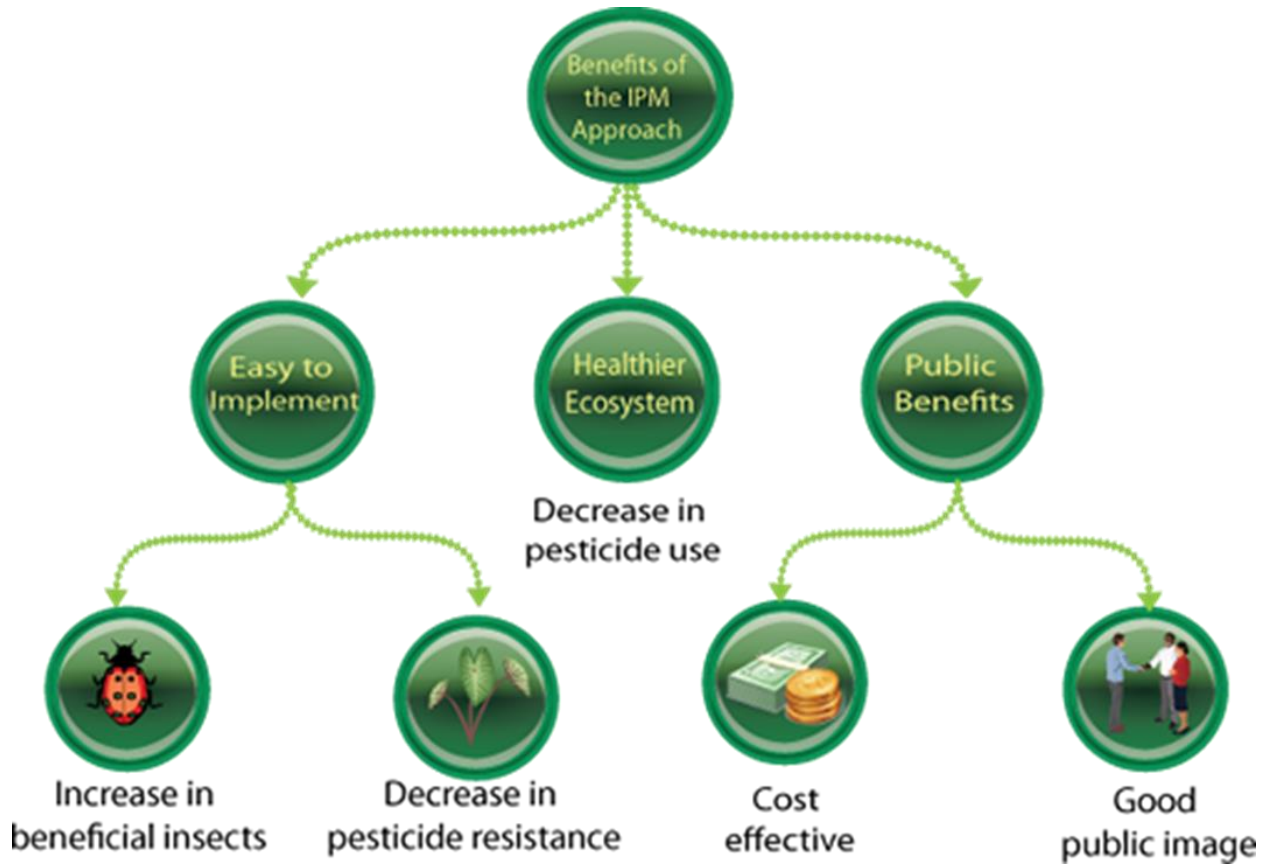 Benefits of
the IPM
Approach
Easy to
Implement
Healthier
Ecosystem
Public
Benefits
Decrease in
pesticide use
Increase in
beneficial insects
Decrease in
pesticide resistance
Cost
effective
Good
public image